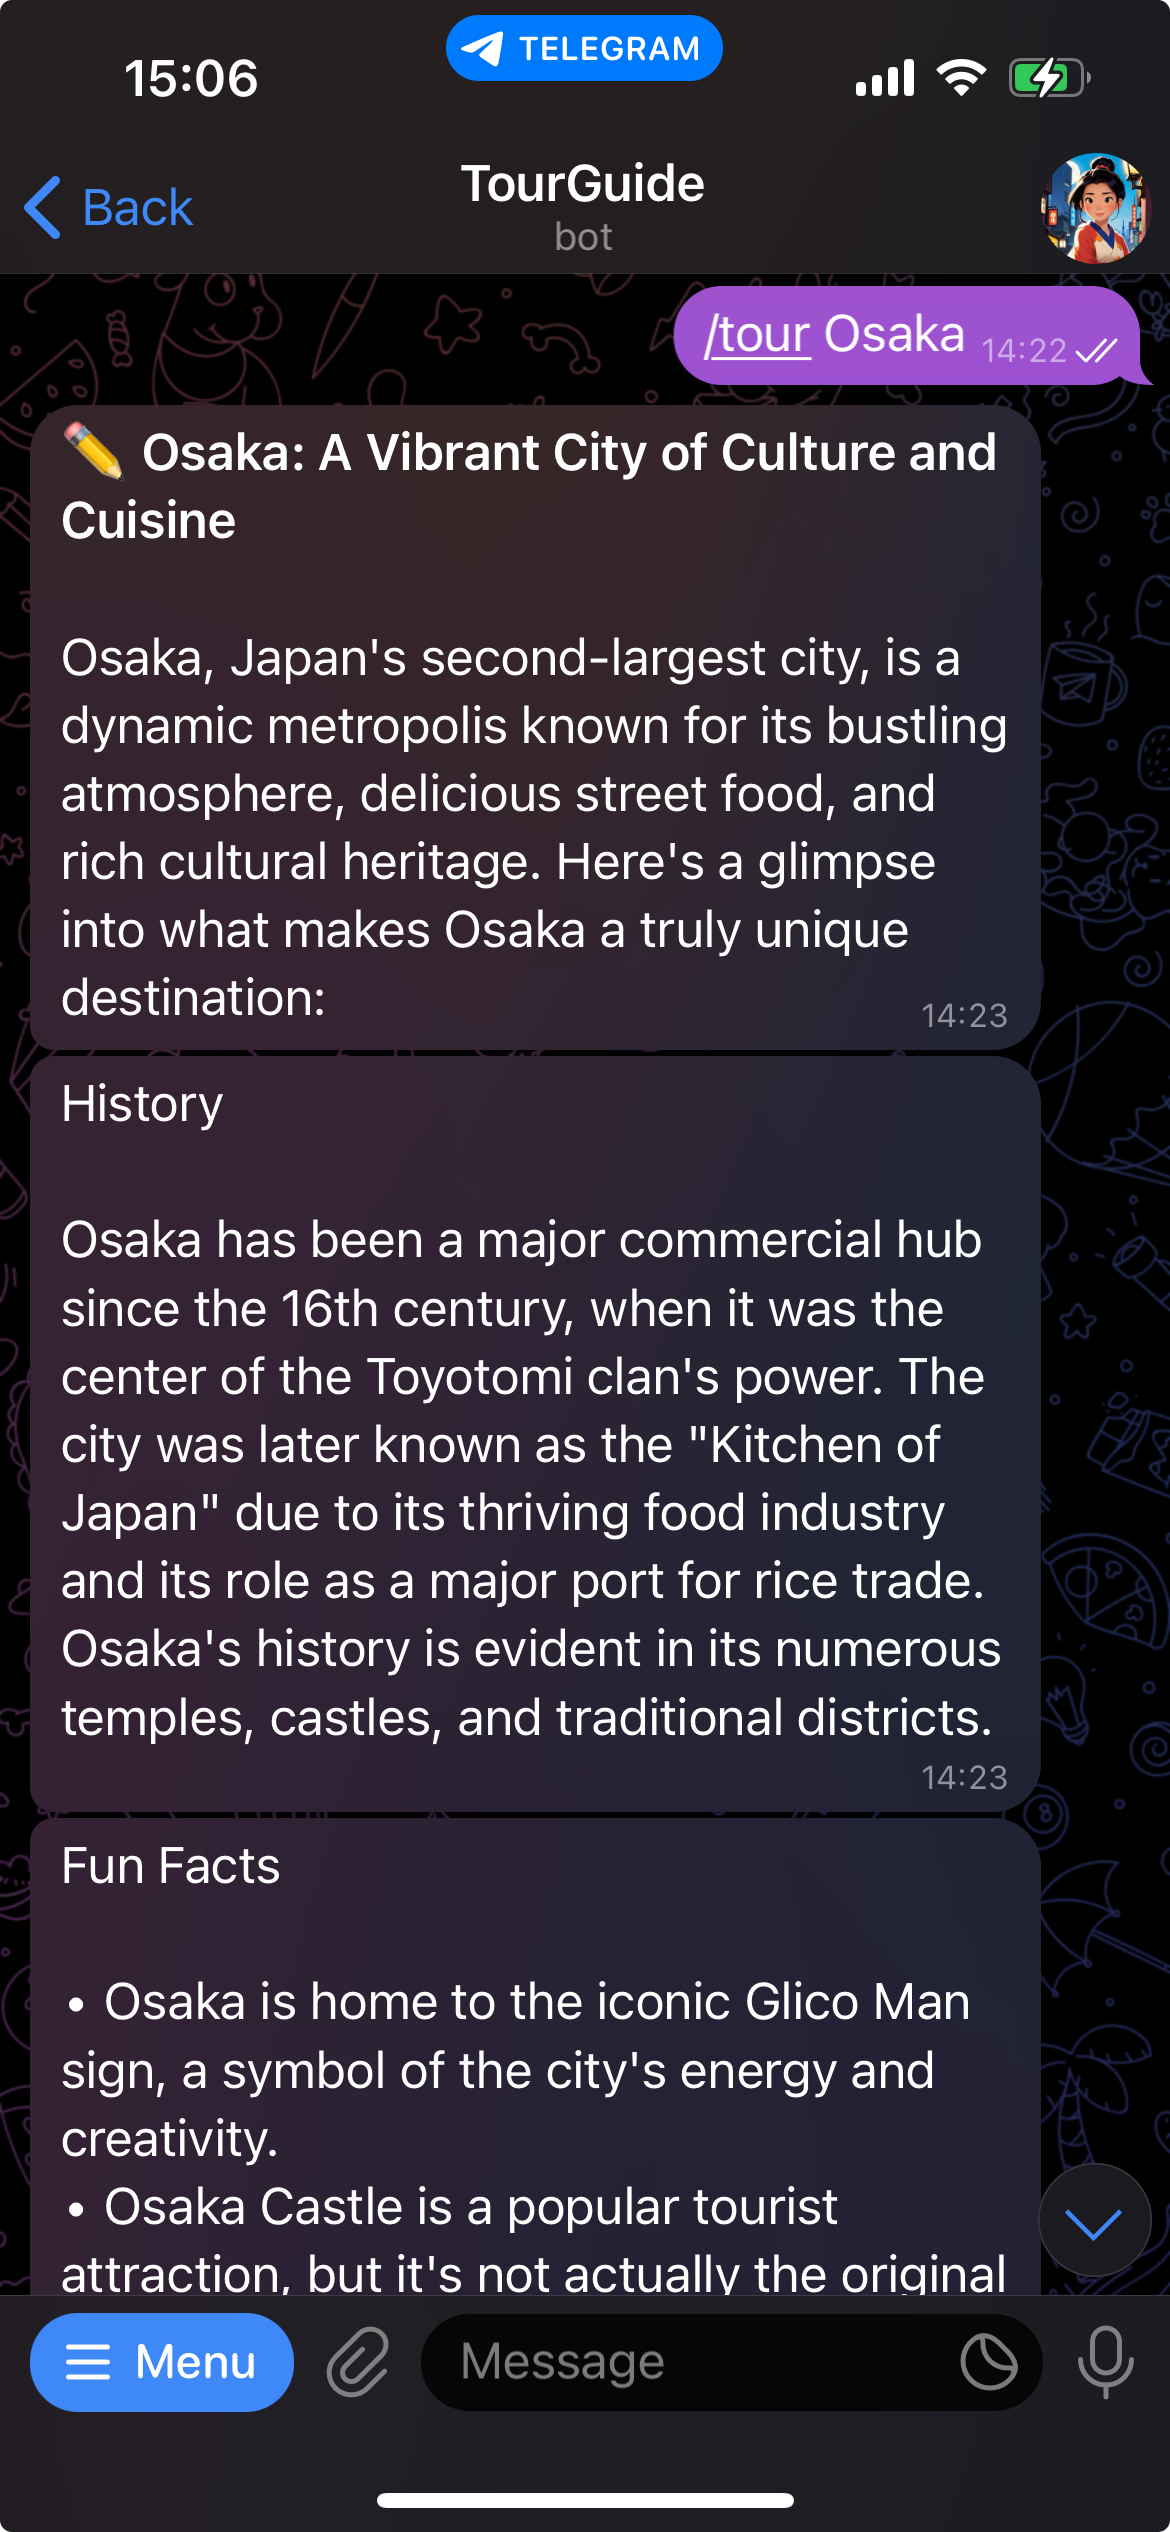 15:06
TELEGRAM
Back
TourGuide
bot
/tour Osaka 14:22
✏️ Osaka: A Vibrant City of Culture and
Cuisine
Osaka, Japan's second-largest city, is a
dynamic metropolis known for its bustling
atmosphere, delicious street food, and
rich cultural heritage. Here's a glimpse
into what makes Osaka a truly unique
destination:
14:23
History
Osaka has been a major commercial hub
since the 16th century, when it was the
center of the Toyotomi clan's power. The
city was later known as the "Kitchen of
Japan" due to its thriving food industry
and its role as a major port for rice trade.
Osaka's history is evident in its numerous
temples, castles, and traditional districts.
14:23
Fun Facts
• Osaka is home to the iconic Glico Man
sign, a symbol of the city's energy and
creativity.
• Osaka Castle is a popular tourist
attraction, but it's not actually the original
Menu
Message